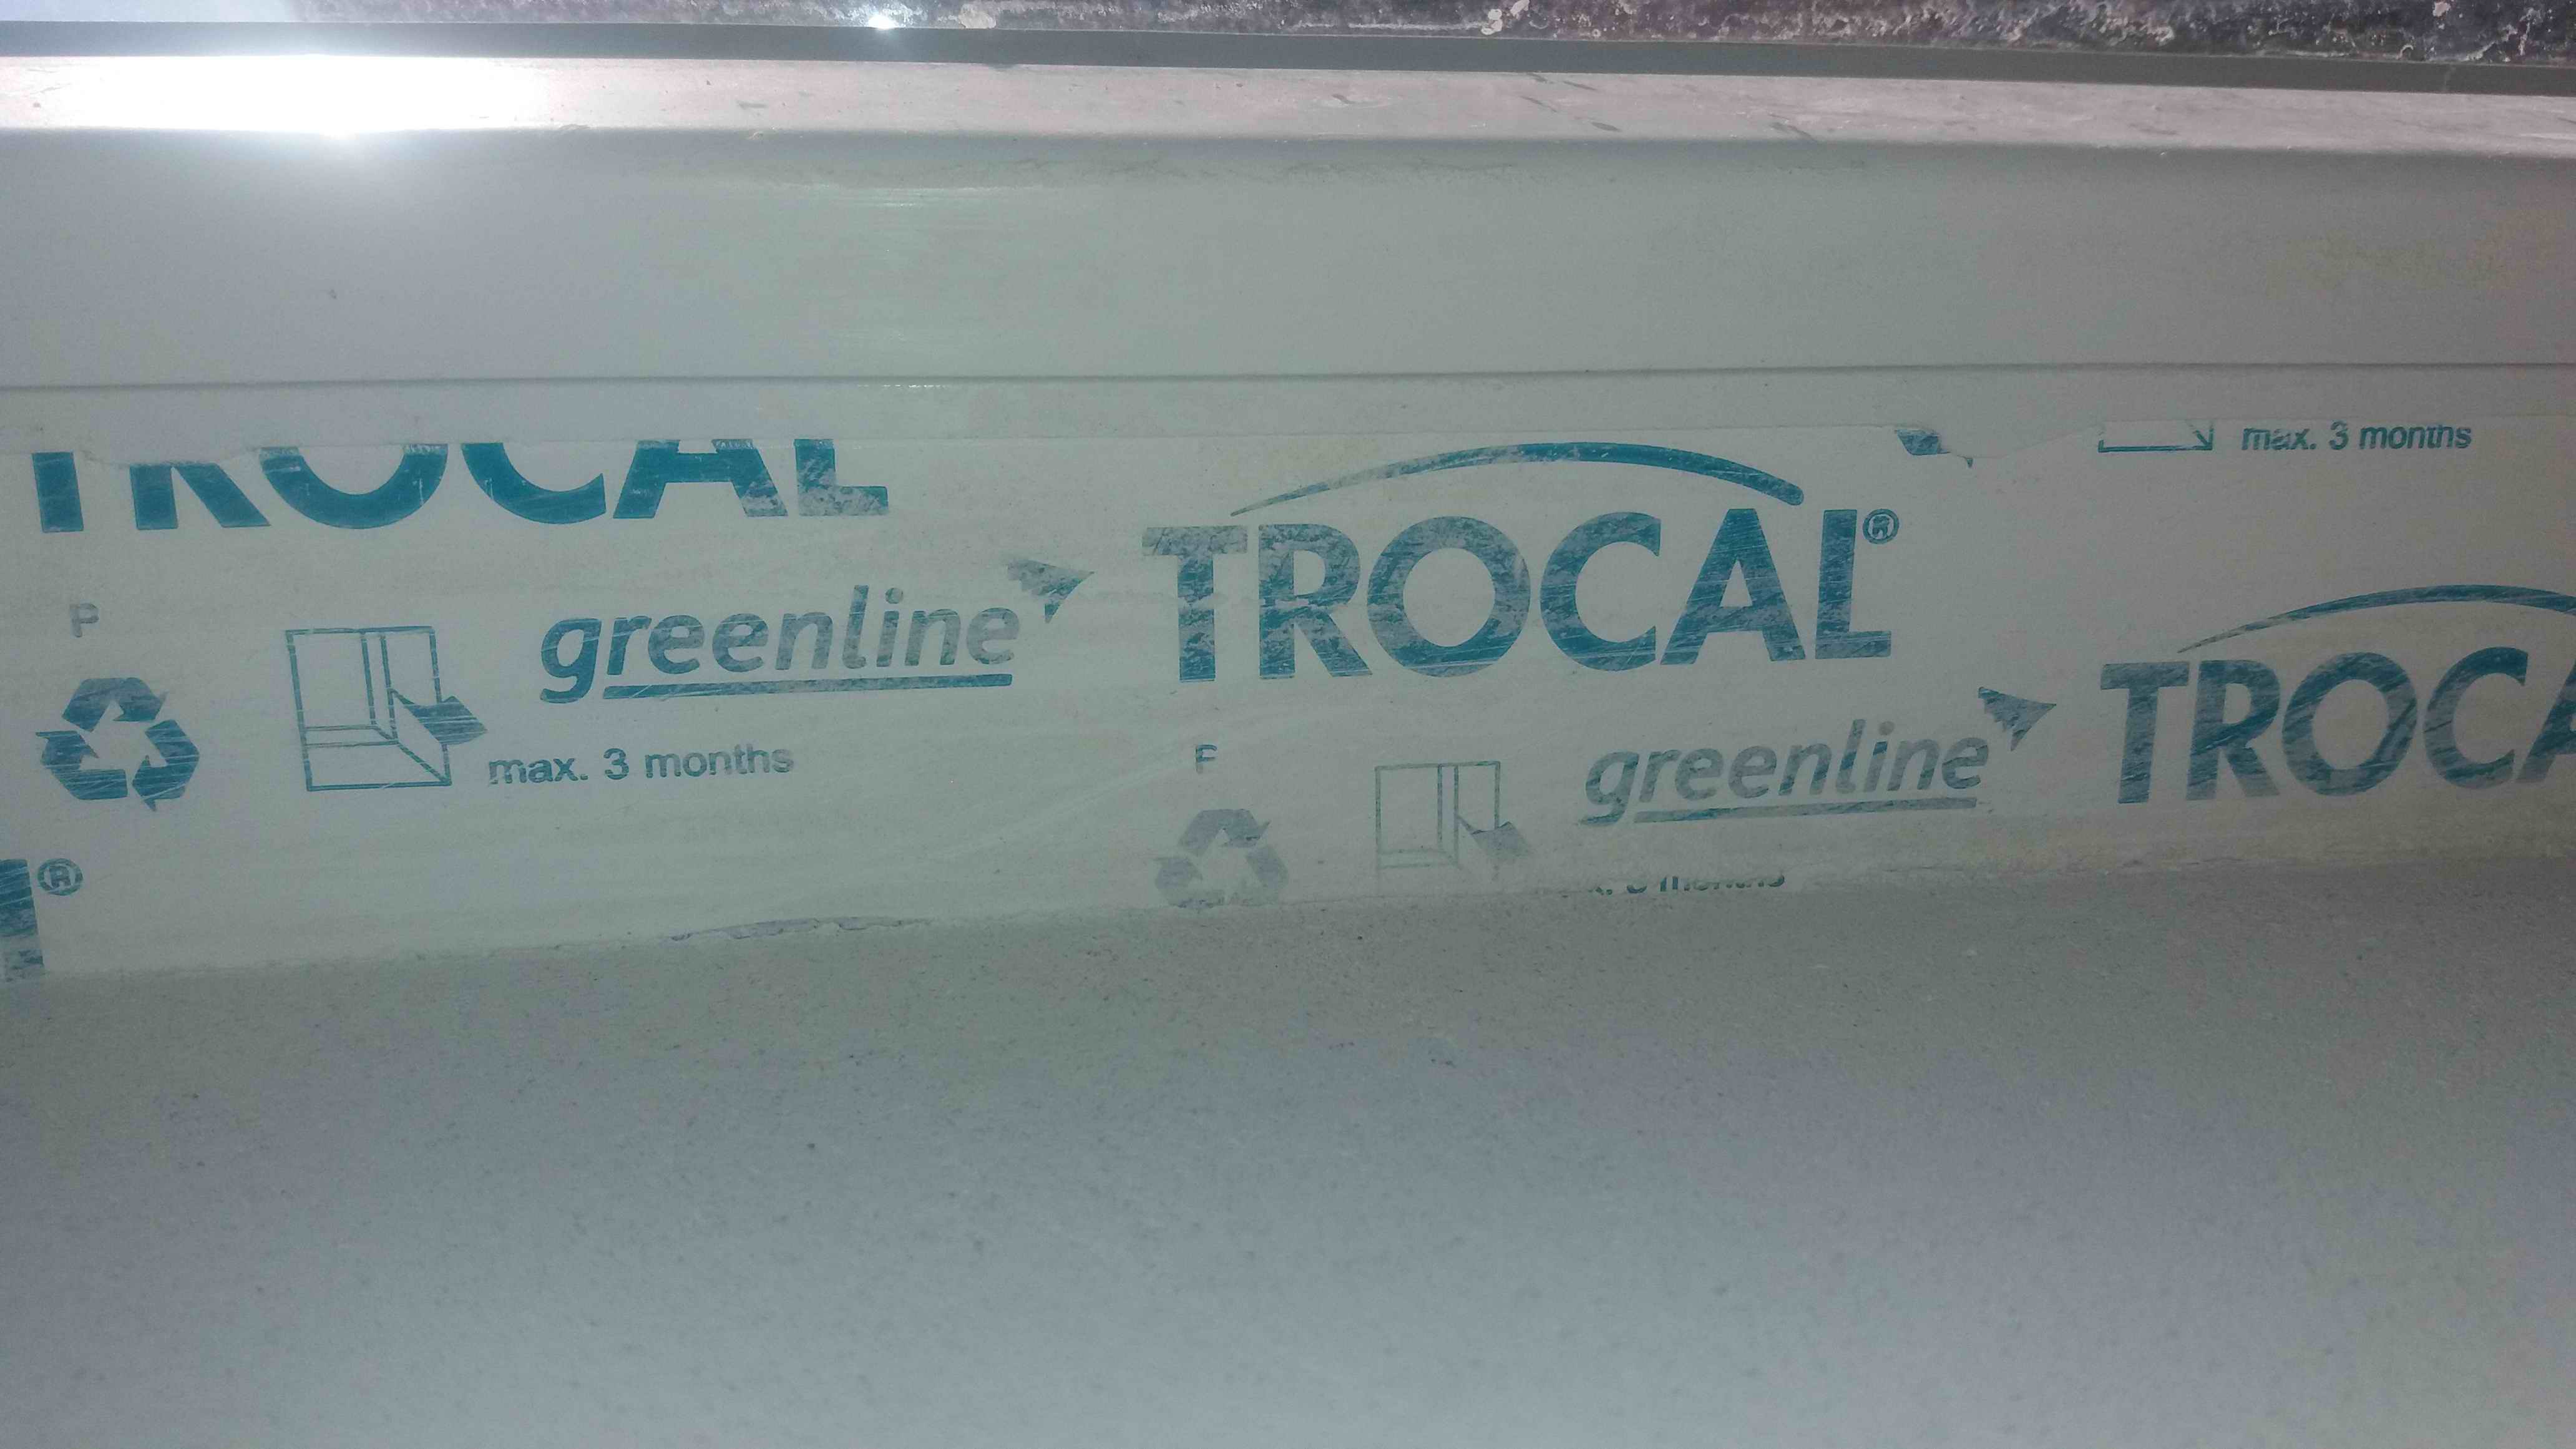 TROCAL
max. 3 months
greenline
TROCAL®
P
max. 3 months
greenline
TROCA
®